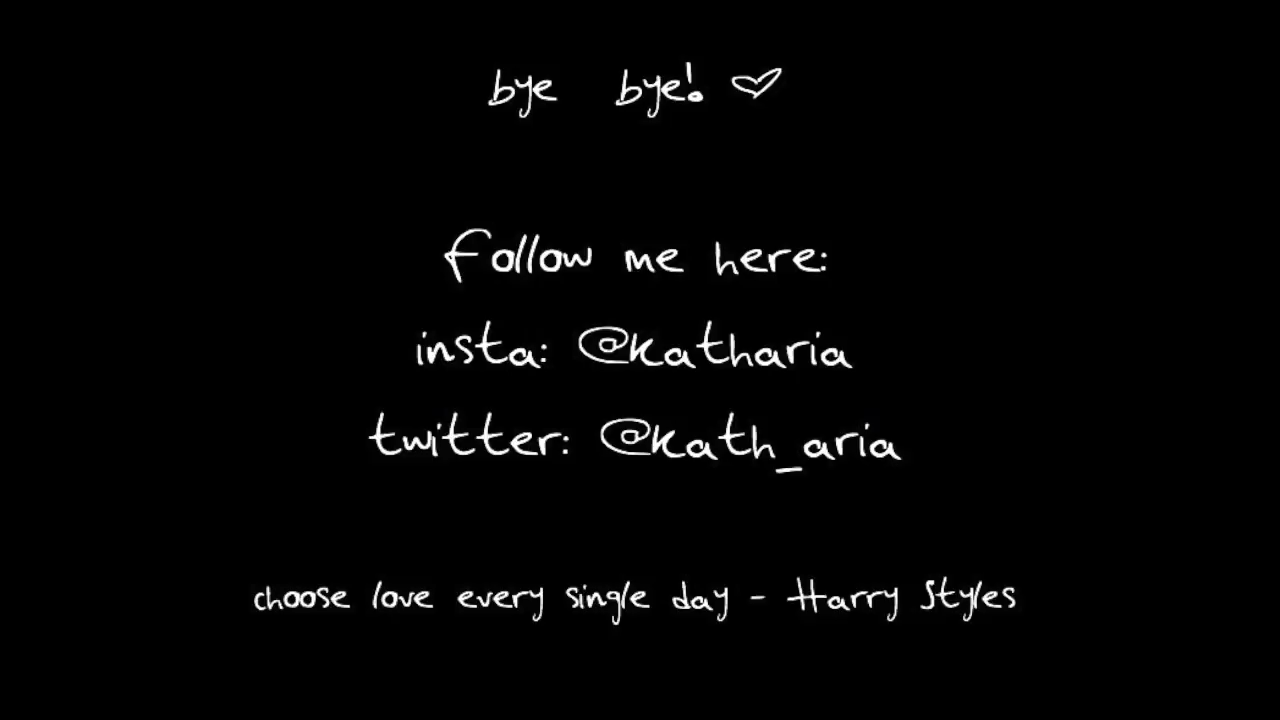 bye bye! ♡
Follow me here:
insta: @katharia
twitter: @kath_aria
choose love every single day - Harry Styles